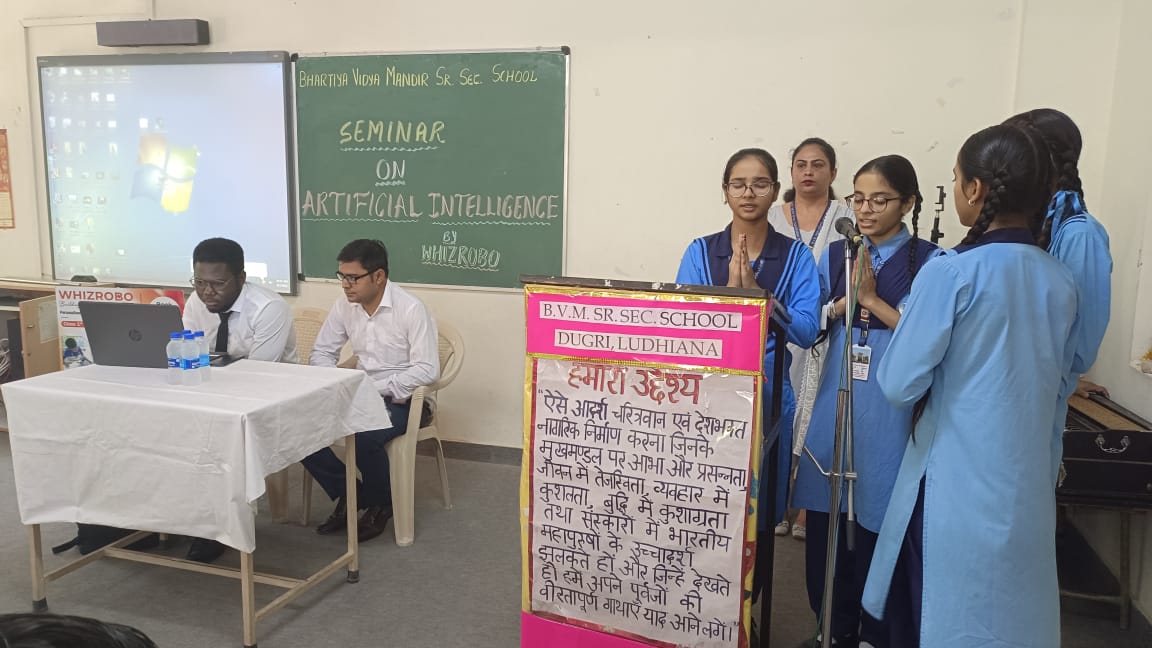 BHARTIYA VIDYA MANDIR SR. SEC. SCHOOL
SEMINAR
ON
ARTIFICIAL INTELLIGENCE
BY
WHIZROBO
WHIZROBO
B.V.M. SR. SEC. SCHOOL
DUGRI, LUDHIANA
हमारा उद्देश्य
"ऐसे आदर्श चरित्रवान एवं देशभक्त
नागरिक निर्माण करना जिनके
मुखमण्डल पर आभा और प्रसन्नता,
जीवन में तेजस्विता, व्यवहार में
कुशलता, बुद्धि में कुशाग्रता
तथा संस्कारों में भारतीय
महापुरुषों के उच्चादर्श
झलकते हों और जिन्हें देखते
ही हमें अपने पूर्वजों की
वीरतापूर्ण गाथाएं याद आने लगें।"
hp